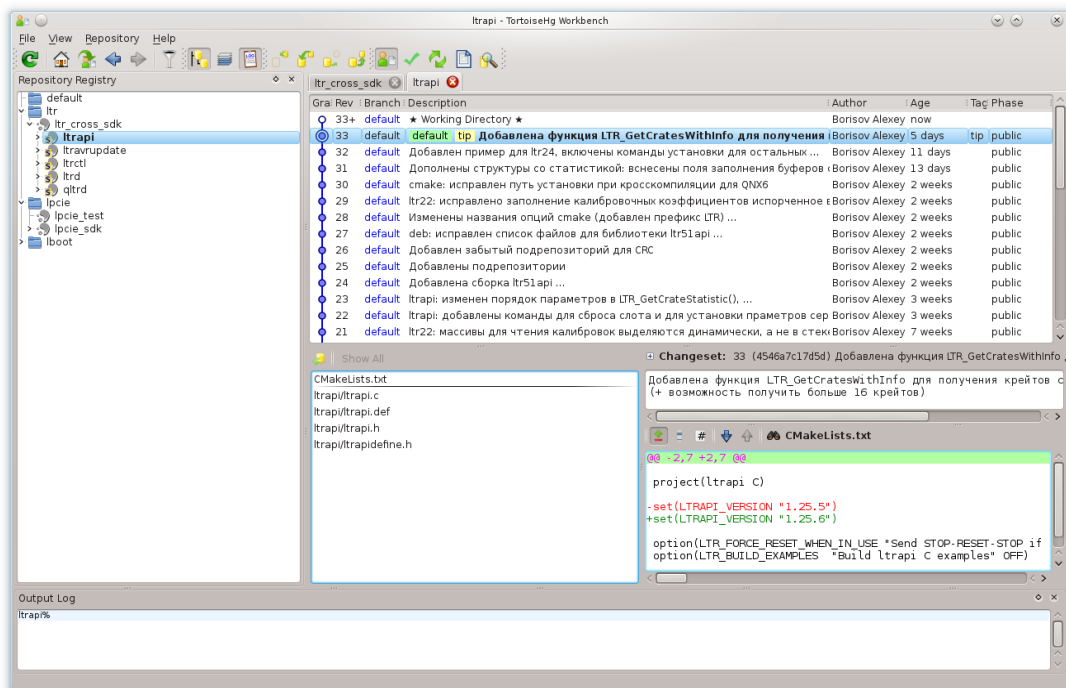 ltrapi - TortoiseHg Workbench
File View Repository Help
Repository Registry
default
ltr
ltr_cross_sdk
ltrapi
ltravrupdate
ltrctl
ltrd
qltrd
lpcie
lpcie_test
lpcie_sdk
lboot
ltr_cross_sdk ltrapi
Gra Rev Branch Description Author Age Tag Phase
33+ default ★ Working Directory ★ Borisov Alexey now
33 default default tip Добавлена функция LTR_GetCratesWithInfo для получения Borisov Alexey 5 days tip public
32 default Добавлен пример для ltr24, включены команды установки для остальных ... Borisov Alexey 11 days public
31 default Дополнены структуры со статистикой: вснесены поля заполнения буферов Borisov Alexey 13 days public
30 default cmake: исправлен путь установки при кросскомпиляции для QNX6 Borisov Alexey 2 weeks public
29 default ltr22: исправлено заполнение калибровочных коэффициентов испорченное Borisov Alexey 2 weeks public
28 default Изменены названия опций cmake (добавлен префикс LTR) ... Borisov Alexey 2 weeks public
27 default deb: исправлен список файлов для библиотеки ltr51api ... Borisov Alexey 2 weeks public
26 default Добавлен забытый подрепозиторий для CRC Borisov Alexey 2 weeks public
25 default Добавлены подрепозитории Borisov Alexey 2 weeks public
24 default Добавлена сборка ltr51api ... Borisov Alexey 2 weeks public
23 default ltrapi: изменен порядок параметров в LTR_GetCrateStatistic(), ... Borisov Alexey 3 weeks public
22 default ltrapi: добавлены команды для сброса слота и для установки праметров сер Borisov Alexey 3 weeks public
21 default ltr22: массивы для чтения калибровок выделяются динамически, а не в стек Borisov Alexey 7 weeks public
Show All
CMakeLists.txt
ltrapi/ltrapi.c
ltrapi/ltrapi.def
ltrapi/ltrapi.h
ltrapi/ltrapidefine.h
Changeset: 33 (4546a7c17d5d) Добавлена функция LTR_GetCratesWithInfo
Добавлена функция LTR_GetCratesWithInfo для получения крейтов с
(+ возможность получить больше 16 крейтов)
# CMakeLists.txt
@@ -2,7 +2,7 @@
project(ltrapi C)
-set(LTRAPI_VERSION "1.25.5")
+set(LTRAPI_VERSION "1.25.6")
option(LTR_FORCE_RESET_WHEN_IN_USE "Send STOP-RESET-STOP if
option(LTR_BUILD_EXAMPLES "Build ltrapi C examples" OFF)
Output Log
ltrapi%